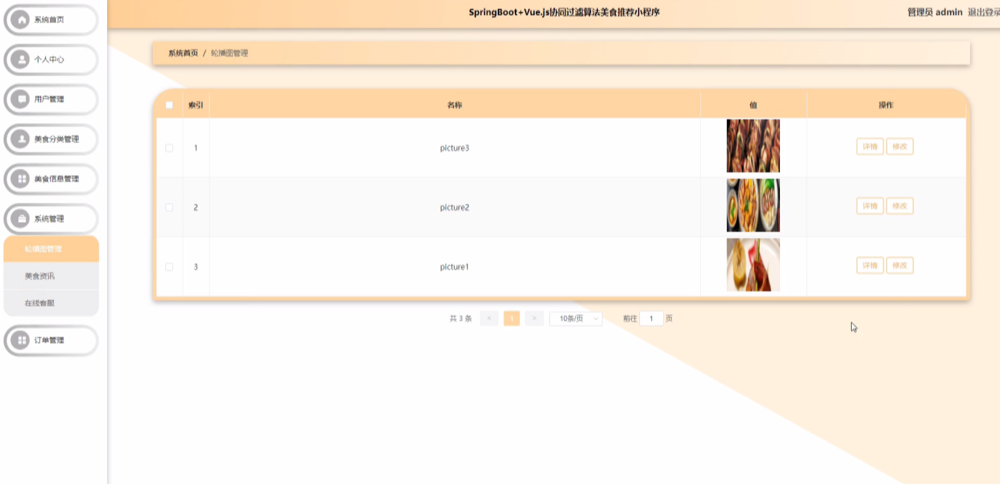 SpringBoot+Vue.js协同过滤算法美食推荐小程序
管理员 admin 退出登录
系统首页
个人中心
用户管理
美食分类管理
美食信息管理
系统管理
轮播图管理
美食资讯
在线客服
订单管理
系统首页 / 轮播图管理
索引 名称 值 操作
1 picture3 详情 修改
2 picture2 详情 修改
3 picture1 详情 修改
共 3 条 < 1 > 10条/页 前往 1 页